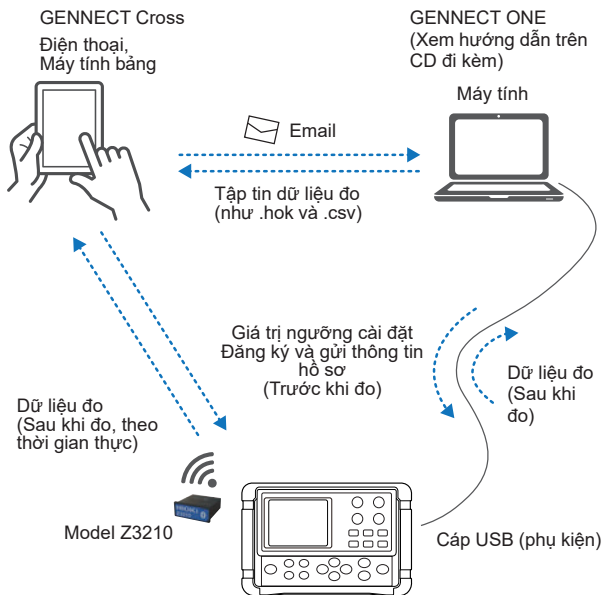 GENNECT Cross
Điện thoại,
Máy tính bảng
GENNECT ONE
(Xem hướng dẫn trên
CD đi kèm)
Máy tính
Email
Tập tin dữ liệu đo
(như .hok và .csv)
Giá trị ngưỡng cài đặt
Đăng ký và gửi thông tin
hồ sơ
(Trước khi đo)
Dữ liệu đo
(Sau khi
đo)
Dữ liệu đo
(Sau khi đo, theo
thời gian thực)
HIOKI
Model Z3210
Cáp USB (phụ kiện)